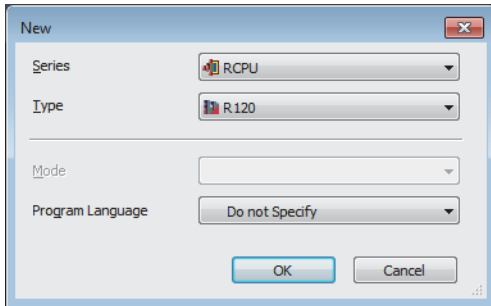 New
Series RCPU
Type R120
Mode
Program Language Do not Specify
OK Cancel